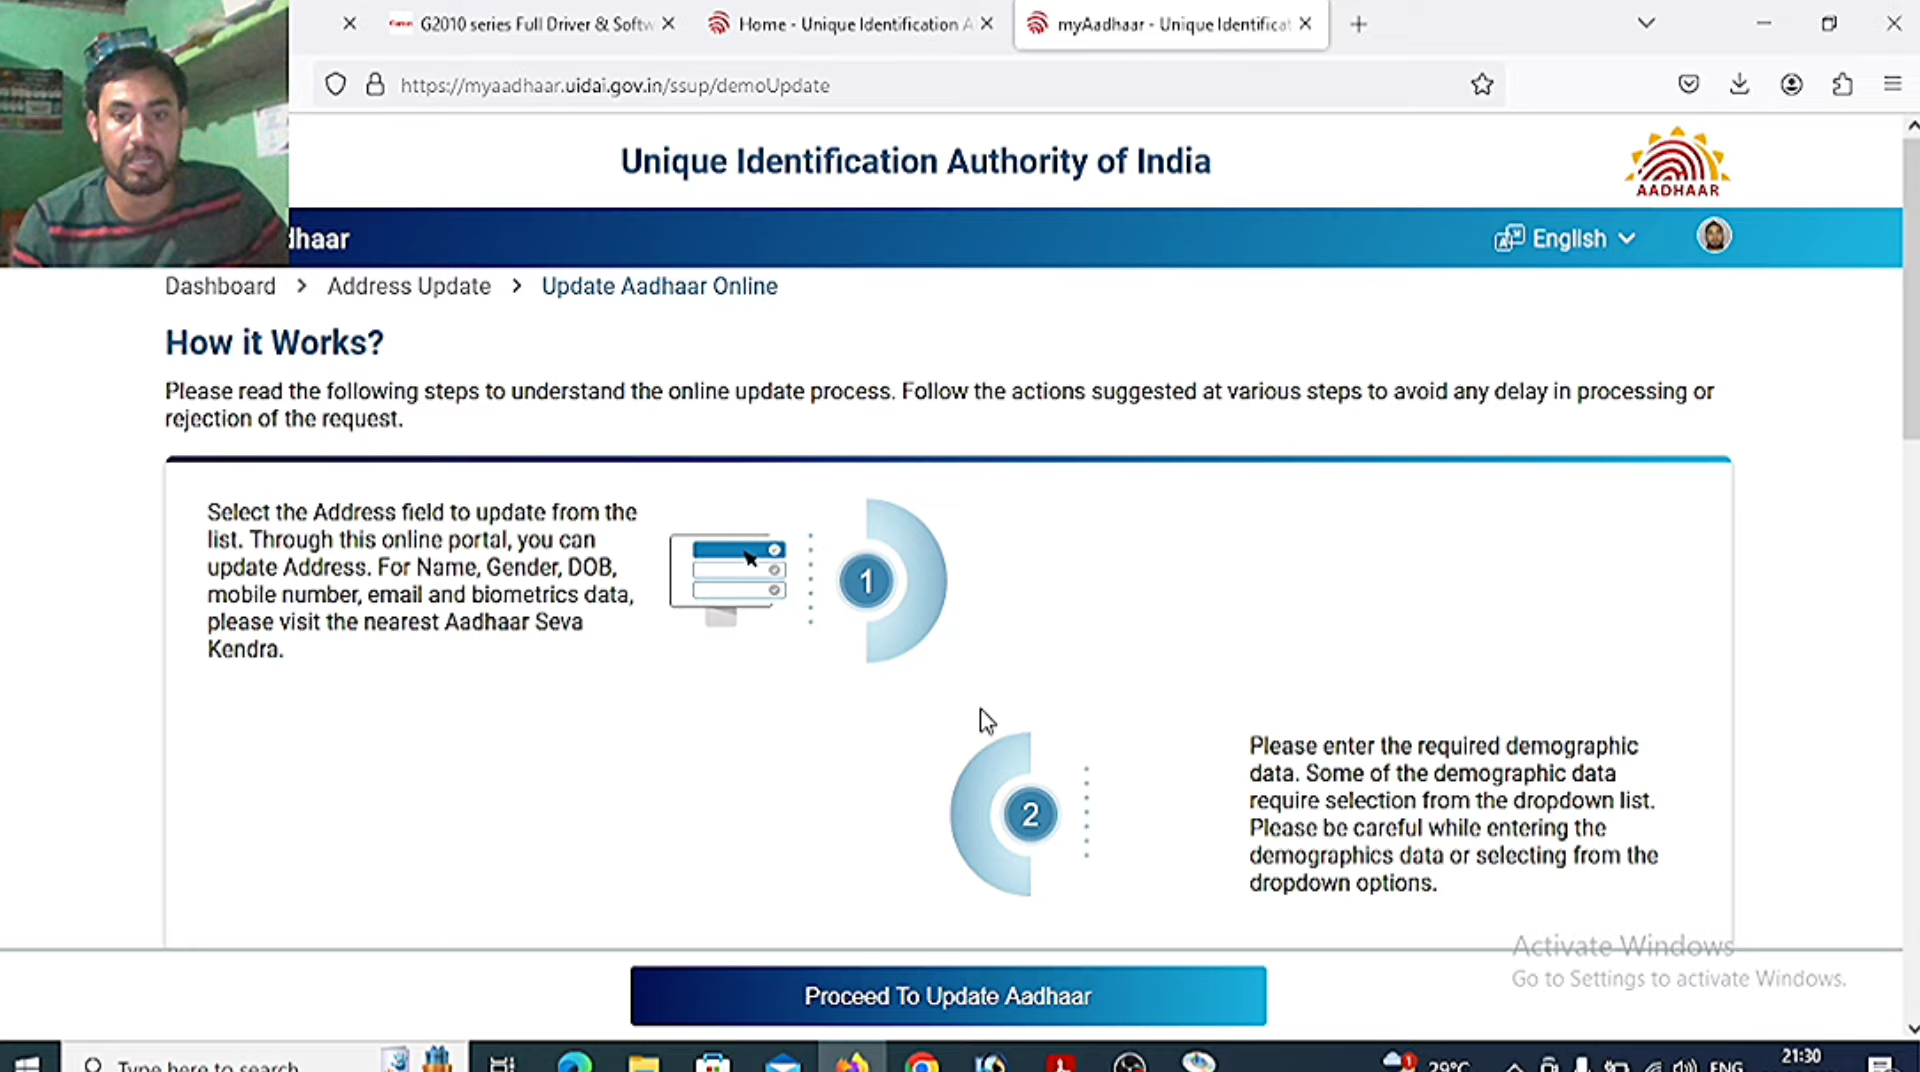 Canon G2010 series Full Driver & Softw
Home - Unique Identification A
myAadhaar - Unique Identificat
https://myaadhaar.uidai.gov.in/ssup/demoUpdate
Unique Identification Authority of India
AADHAAR
dhaar
English
Dashboard > Address Update > Update Aadhaar Online
How it Works?
Please read the following steps to understand the online update process. Follow the actions suggested at various steps to avoid any delay in processing or
rejection of the request.
Select the Address field to update from the
list. Through this online portal, you can
update Address. For Name, Gender, DOB,
mobile number, email and biometrics data,
please visit the nearest Aadhaar Seva
Kendra.
1
2
Please enter the required demographic
data. Some of the demographic data
require selection from the dropdown list.
Please be careful while entering the
demographics data or selecting from the
dropdown options.
Activate Windows
Go to Settings to activate Windows.
Proceed To Update Aadhaar
Type here to search
1
29°C
ENG
21:30